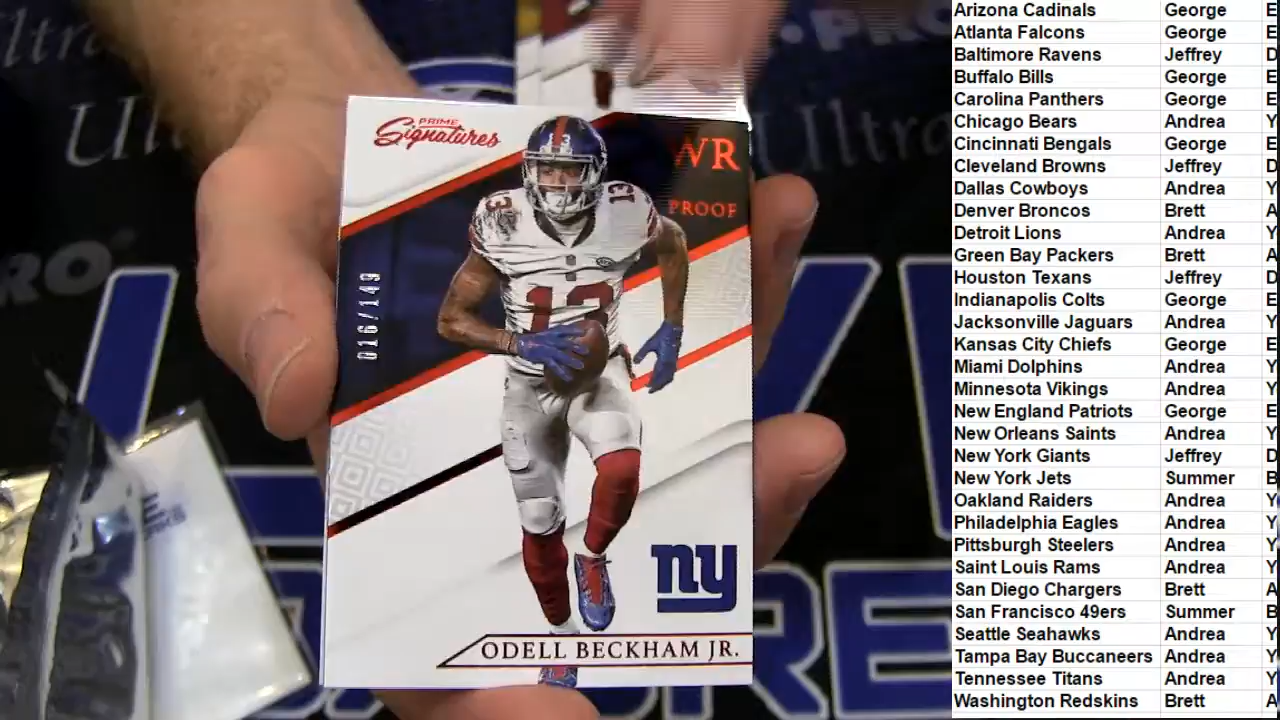 PRIME
Signatures
WR
PROOF
016/149
13
13
13
ny
ODELL BECKHAM JR.
Ultra
PRO
Arizona Cadinals George E
Atlanta Falcons George E
Baltimore Ravens Jeffrey D
Buffalo Bills George E
Carolina Panthers George E
Chicago Bears Andrea Y
Cincinnati Bengals George E
Cleveland Browns Jeffrey D
Dallas Cowboys Andrea Y
Denver Broncos Brett A
Detroit Lions Andrea Y
Green Bay Packers Brett A
Houston Texans Jeffrey D
Indianapolis Colts George E
Jacksonville Jaguars Andrea Y
Kansas City Chiefs George E
Miami Dolphins Andrea Y
Minnesota Vikings Andrea Y
New England Patriots George E
New Orleans Saints Andrea Y
New York Giants Jeffrey D
New York Jets Summer B
Oakland Raiders Andrea Y
Philadelphia Eagles Andrea Y
Pittsburgh Steelers Andrea Y
Saint Louis Rams Andrea Y
San Diego Chargers Brett A
San Francisco 49ers Summer B
Seattle Seahawks Andrea Y
Tampa Bay Buccaneers Andrea Y
Tennessee Titans Andrea Y
Washington Redskins Brett A